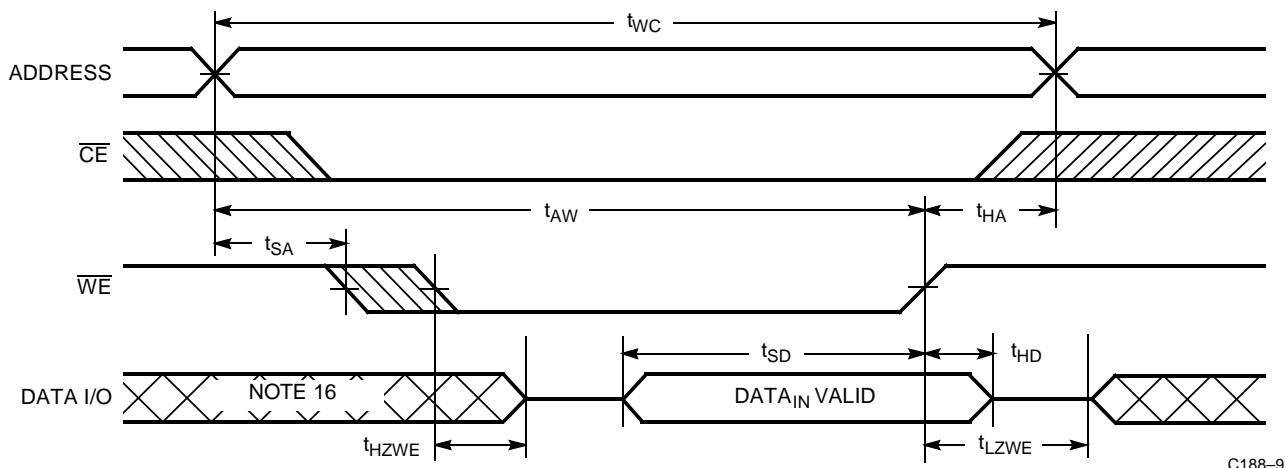 tWC
ADDRESS
CE
tAW
tHA
tSA
WE
tSD
tHD
DATA I/O
NOTE 16
DATAIN VALID
tHZWE
tLZWE
C188–9